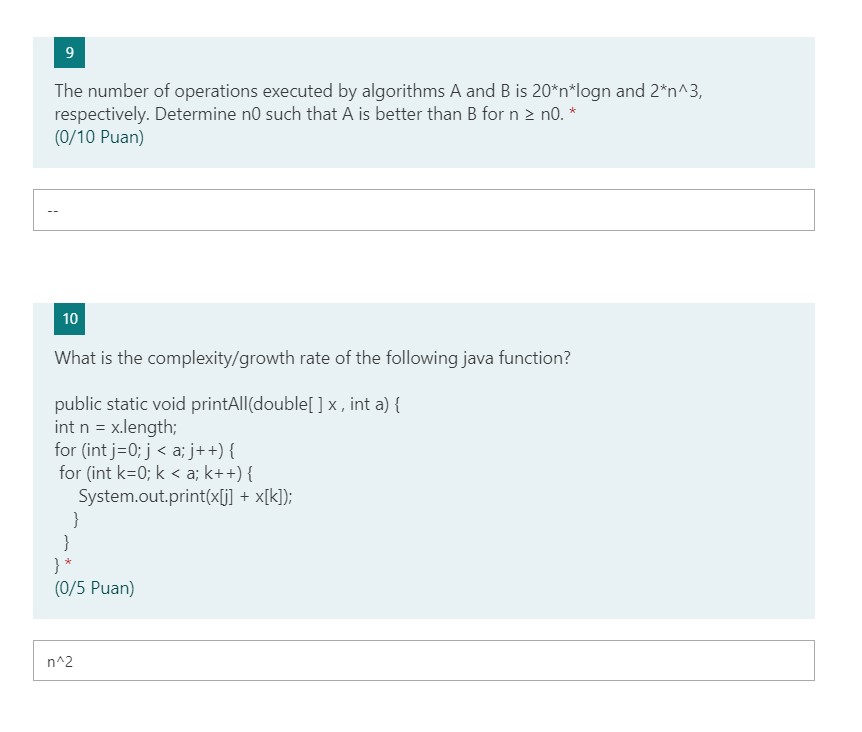 9
The number of operations executed by algorithms A and B is 20*n*logn and 2*n^3,
respectively. Determine n0 such that A is better than B for n ≥ n0. *
(0/10 Puan)
--
10
What is the complexity/growth rate of the following java function?
public static void printAll(double[ ] x , int a) {
int n = x.length;
for (int j=0; j < a; j++) {
for (int k=0; k < a; k++) {
System.out.print(x[j] + x[k]);
}
}
} *
(0/5 Puan)
n^2